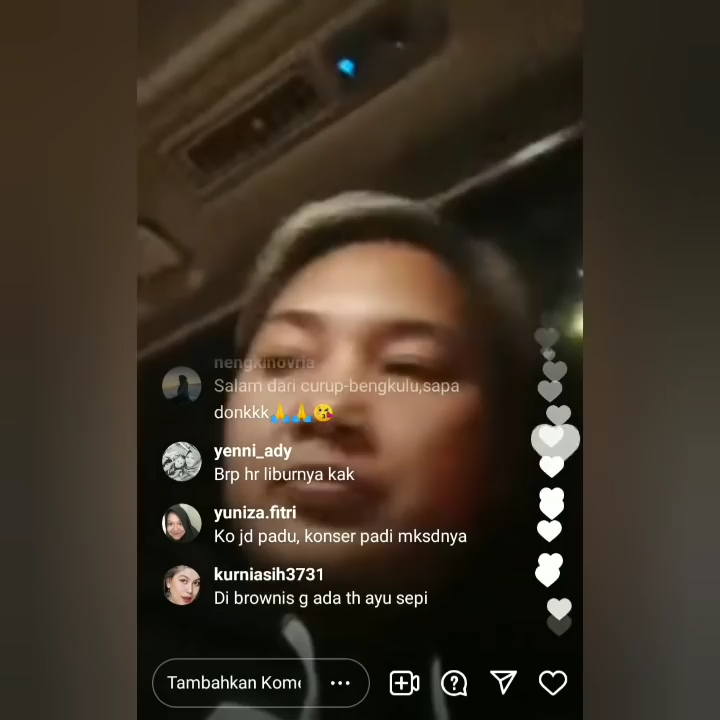 nengkinovria
Salam dari curup-bengkulu,sapa
donkkk🙏🙏😘
yenni_ady
Brp hr liburnya kak
yuniza.fitri
Ko jd padu, konser padi mksdnya
kurniasih3731
Di brownis g ada th ayu sepi
Tambahkan Kome